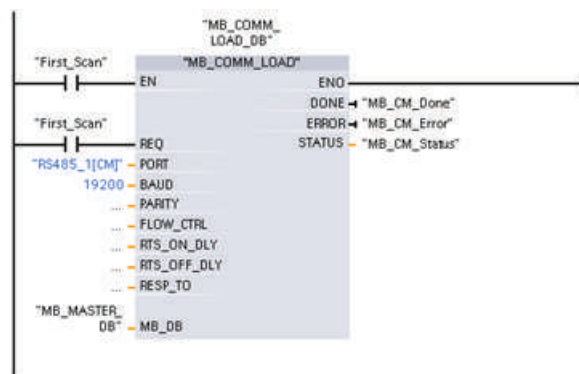 "MB_COMM_
LOAD_DB"
"First_Scan"
"MB_COMM_LOAD"
EN
ENO
DONE
"MB_CM_Done"
"First_Scan"
ERROR
"MB_CM_Error"
REQ
STATUS
"MB_CM_Status"
"RS485_1[CM]"
PORT
19200
BAUD
...
PARITY
...
FLOW_CTRL
...
RTS_ON_DLY
...
RTS_OFF_DLY
...
RESP_TO
"MB_MASTER_
DB"
MB_DB